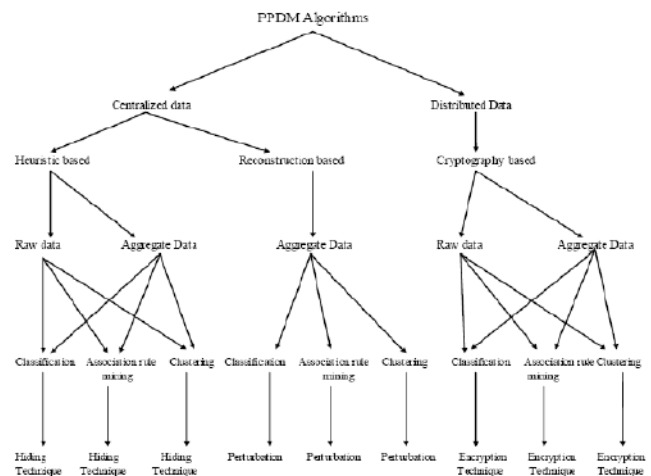 PPDM Algorithms
Centralized data
Distributed Data
Heuristic based
Reconstruction based
Cryptography based
Raw data
Aggregate Data
Aggregate Data
Raw data
Aggregate Data
Classification
Association rule
mining
Clustering
Classification
Association rule
mining
Clustering
Classification
Association rule
mining
Clustering
Hiding
Technique
Hiding
Technique
Hiding
Technique
Perturbation
Perturbation
Perturbation
Encryption
Technique
Encryption
Technique
Encryption
Technique